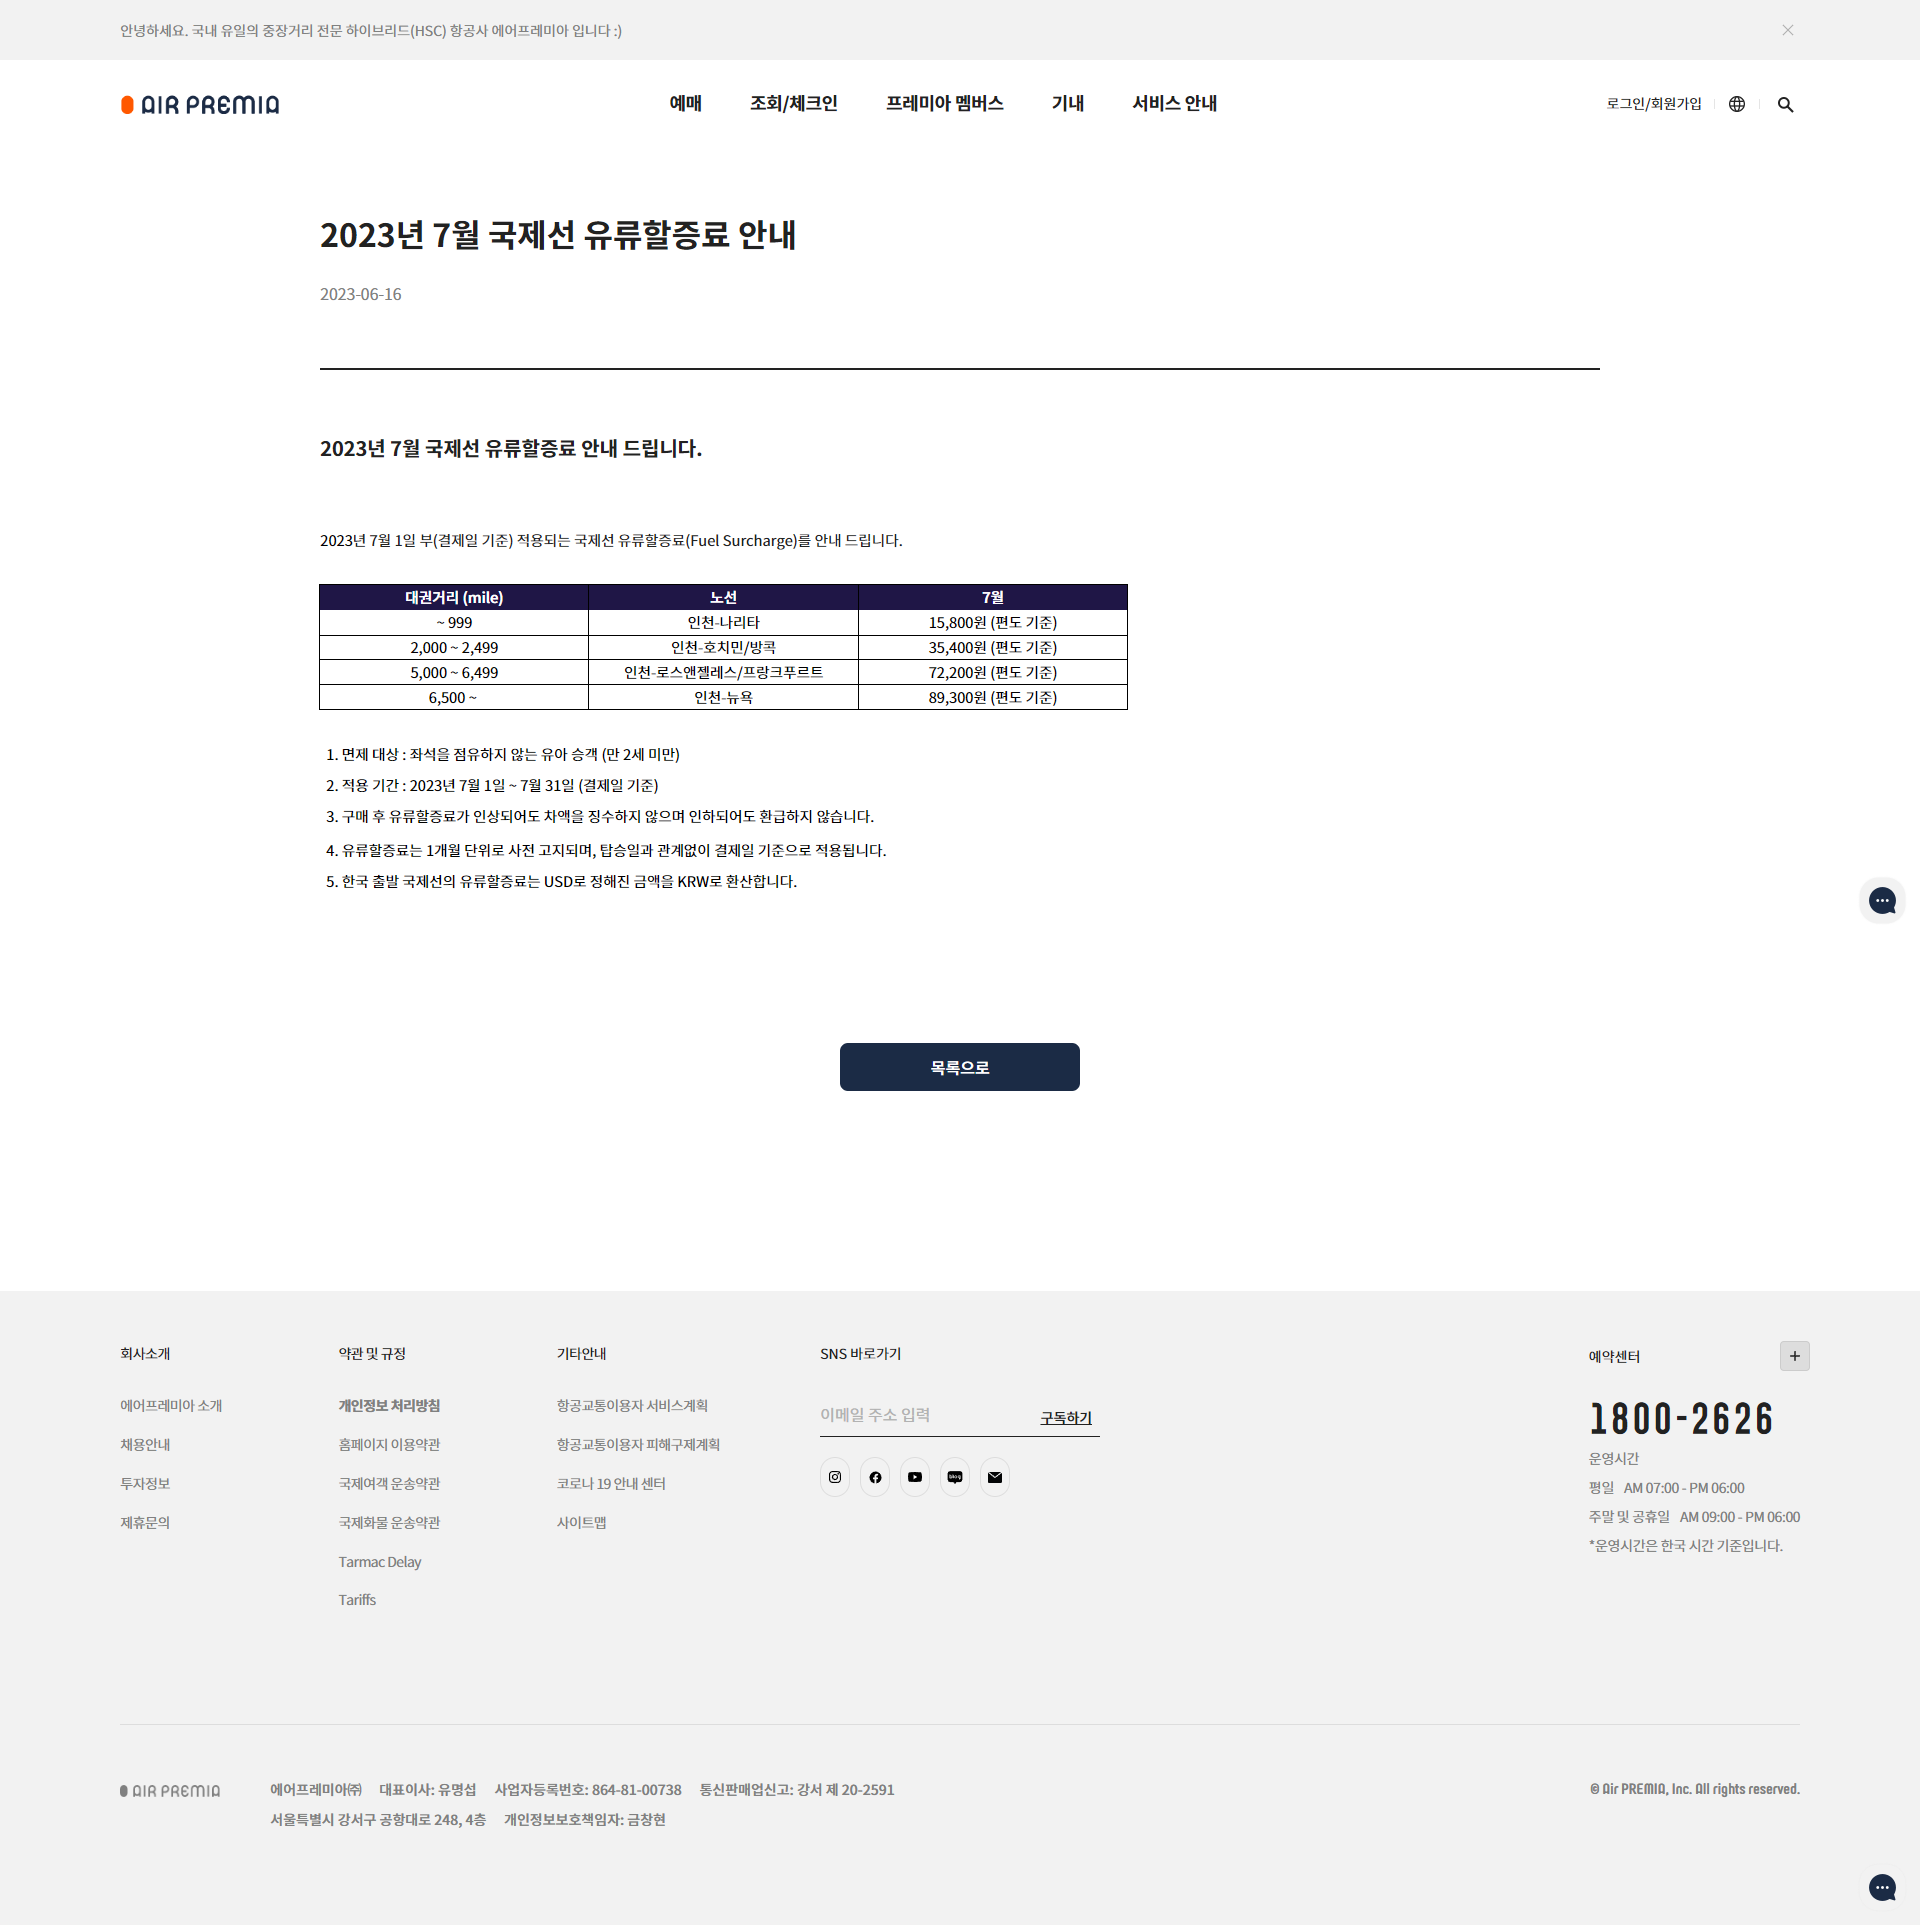 안녕하세요. 국내 유일의 중장거리 전문 하이브리드(HSC) 항공사 에어프레미아 입니다 :)
AIR PREMIA
예매 조회/체크인 프레미아 멤버스 기내 서비스 안내
로그인/회원가입
2023년 7월 국제선 유류할증료 안내
2023-06-16
2023년 7월 국제선 유류할증료 안내 드립니다.
2023년 7월 1일 부(결제일 기준) 적용되는 국제선 유류할증료(Fuel Surcharge)를 안내 드립니다.
대권거리 (mile) 노선 7월
~ 999 인천-나리타 15,800원 (편도 기준)
2,000 ~ 2,499 인천-호치민/방콕 35,400원 (편도 기준)
5,000 ~ 6,499 인천-로스앤젤레스/프랑크푸르트 72,200원 (편도 기준)
6,500 ~ 인천-뉴욕 89,300원 (편도 기준)
1. 면제 대상 : 좌석을 점유하지 않는 유아 승객 (만 2세 미만)
2. 적용 기간 : 2023년 7월 1일 ~ 7월 31일 (결제일 기준)
3. 구매 후 유류할증료가 인상되어도 차액을 징수하지 않으며 인하되어도 환급하지 않습니다.
4. 유류할증료는 1개월 단위로 사전 고지되며, 탑승일과 관계없이 결제일 기준으로 적용됩니다.
5. 한국 출발 국제선의 유류할증료는 USD로 정해진 금액을 KRW로 환산합니다.
목록으로
회사소개
에어프레미아 소개
채용안내
투자정보
제휴문의
약관 및 규정
개인정보 처리방침
홈페이지 이용약관
국제여객 운송약관
국제화물 운송약관
Tarmac Delay
Tariffs
기타안내
항공교통이용자 서비스계획
항공교통이용자 피해구제계획
코로나 19 안내 센터
사이트맵
SNS 바로가기
이메일 주소 입력 구독하기
blog
예약센터 +
1800-2626
운영시간
평일 AM 07:00 - PM 06:00
주말 및 공휴일 AM 09:00 - PM 06:00
*운영시간은 한국 시간 기준입니다.
AIR PREMIA
에어프레미아㈜ 대표이사: 유명섭 사업자등록번호: 864-81-00738 통신판매업신고: 강서 제 20-2591
서울특별시 강서구 공항대로 248, 4층 개인정보보호책임자: 금창현
© Air PREMIA, Inc. All rights reserved.